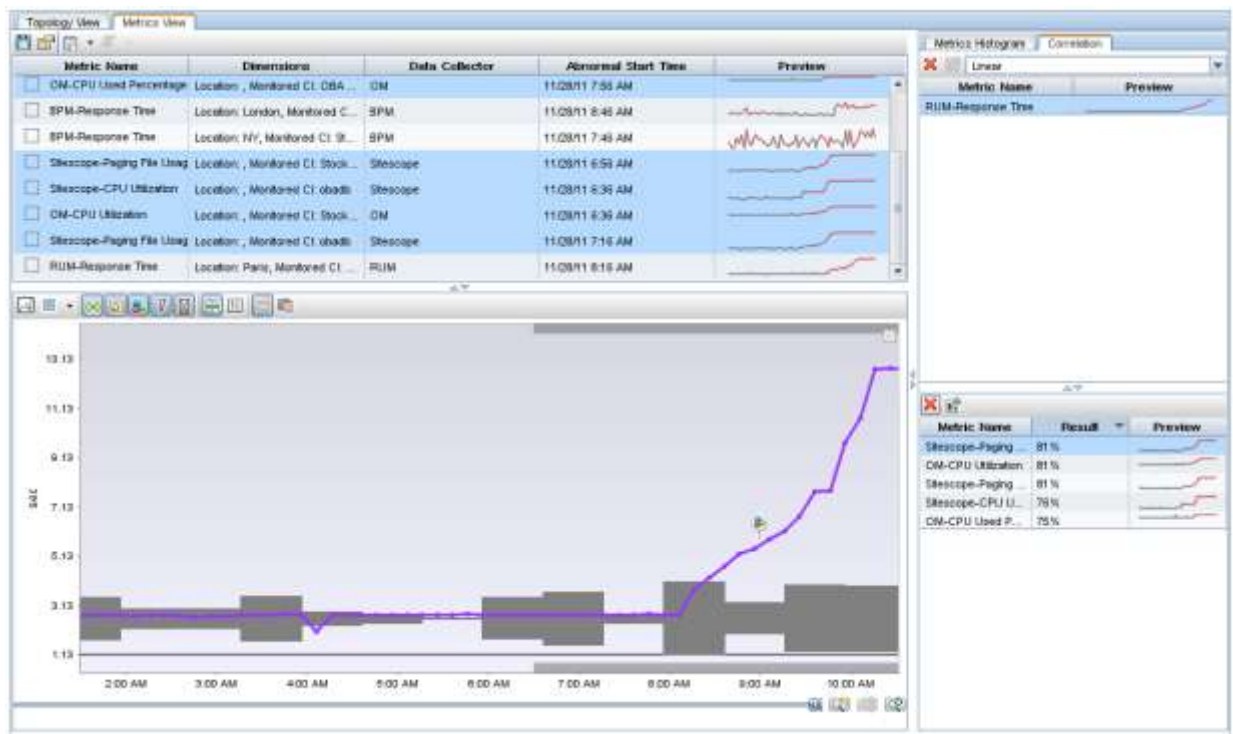 Topology View Metrics View
Metric Name Dimensions Data Collector Abnormal Start Time Preview
OM-CPU Used Percentage Location: , Monitored CI: DBA ... OM 11/28/11 7:56 AM
BPM-Response Time Location: London, Monitored C... BPM 11/28/11 8:46 AM
BPM-Response Time Location: NY, Monitored CI: St... BPM 11/28/11 7:46 AM
Sitescope-Paging File Usag Location: , Monitored CI: Stock... Sitescope 11/28/11 6:56 AM
Sitescope-CPU Utilization Location: , Monitored CI: obadb Sitescope 11/28/11 6:36 AM
OM-CPU Utilization Location: , Monitored CI: Stock... OM 11/28/11 6:36 AM
Sitescope-Paging File Usag Location: , Monitored CI: obadb Sitescope 11/28/11 7:16 AM
RUM-Response Time Location: Paris, Monitored CI: ... RUM 11/28/11 8:16 AM
13.13
11.13
9.13
7.13
5.13
3.13
1.13
sec
2:00 AM 3:00 AM 4:00 AM 5:00 AM 6:00 AM 7:00 AM 8:00 AM 9:00 AM 10:00 AM
Metrics Histogram Correlation
Linear
Metric Name Preview
RUM-Response Time
Metric Name Result Preview
Sitescope-Paging ... 81 %
OM-CPU Utilization 81 %
Sitescope-Paging ... 81 %
Sitescope-CPU U... 76 %
OM-CPU Used P... 75 %